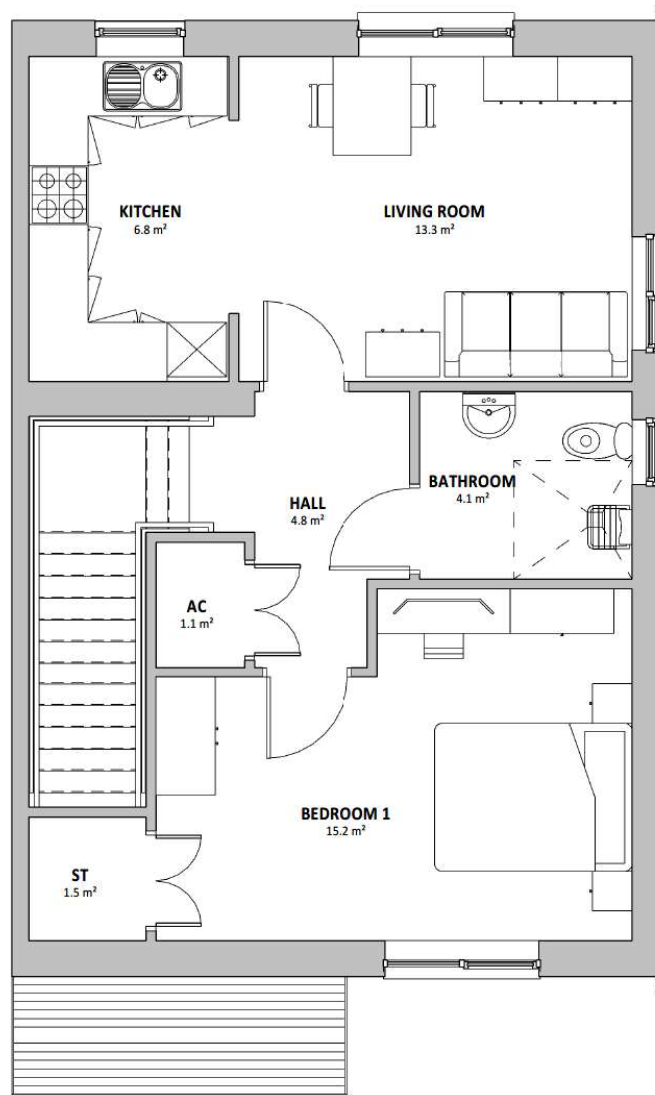 KITCHEN
6.8 m²
LIVING ROOM
13.3 m²
HALL
4.8 m²
BATHROOM
4.1 m²
AC
1.1 m²
BEDROOM 1
15.2 m²
ST
1.5 m²